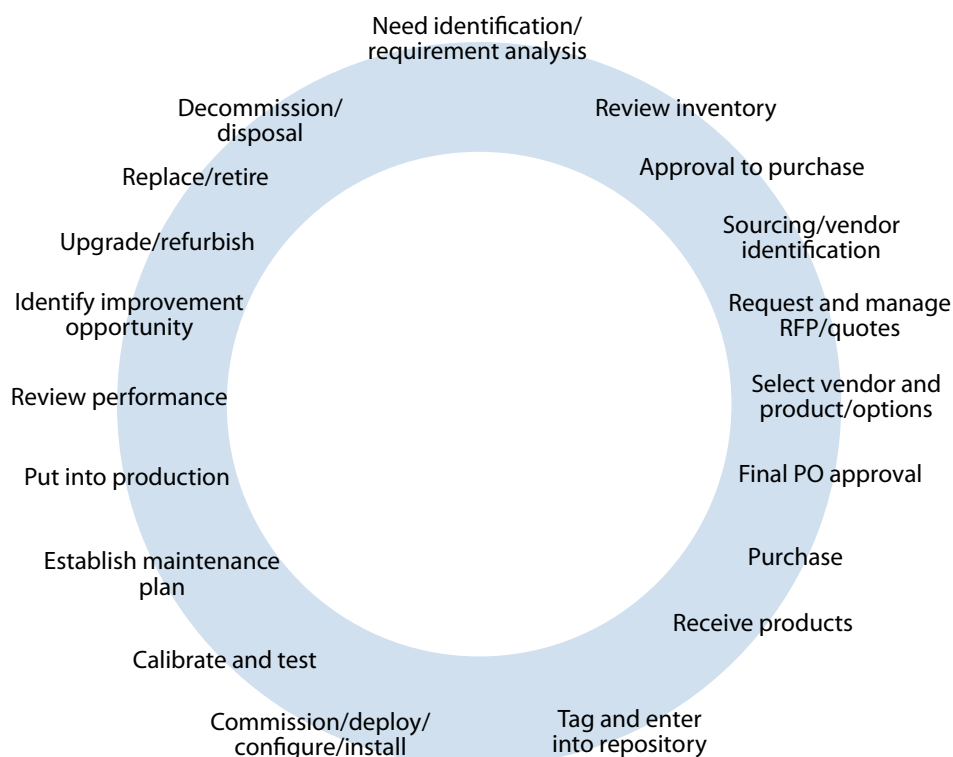 Need identification/
requirement analysis
Review inventory
Approval to purchase
Sourcing/vendor
identification
Request and manage
RFP/quotes
Select vendor and
product/options
Final PO approval
Purchase
Receive products
Tag and enter
into repository
Commission/deploy/
configure/install
Calibrate and test
Establish maintenance
plan
Put into production
Review performance
Identify improvement
opportunity
Upgrade/refurbish
Replace/retire
Decommission/
disposal